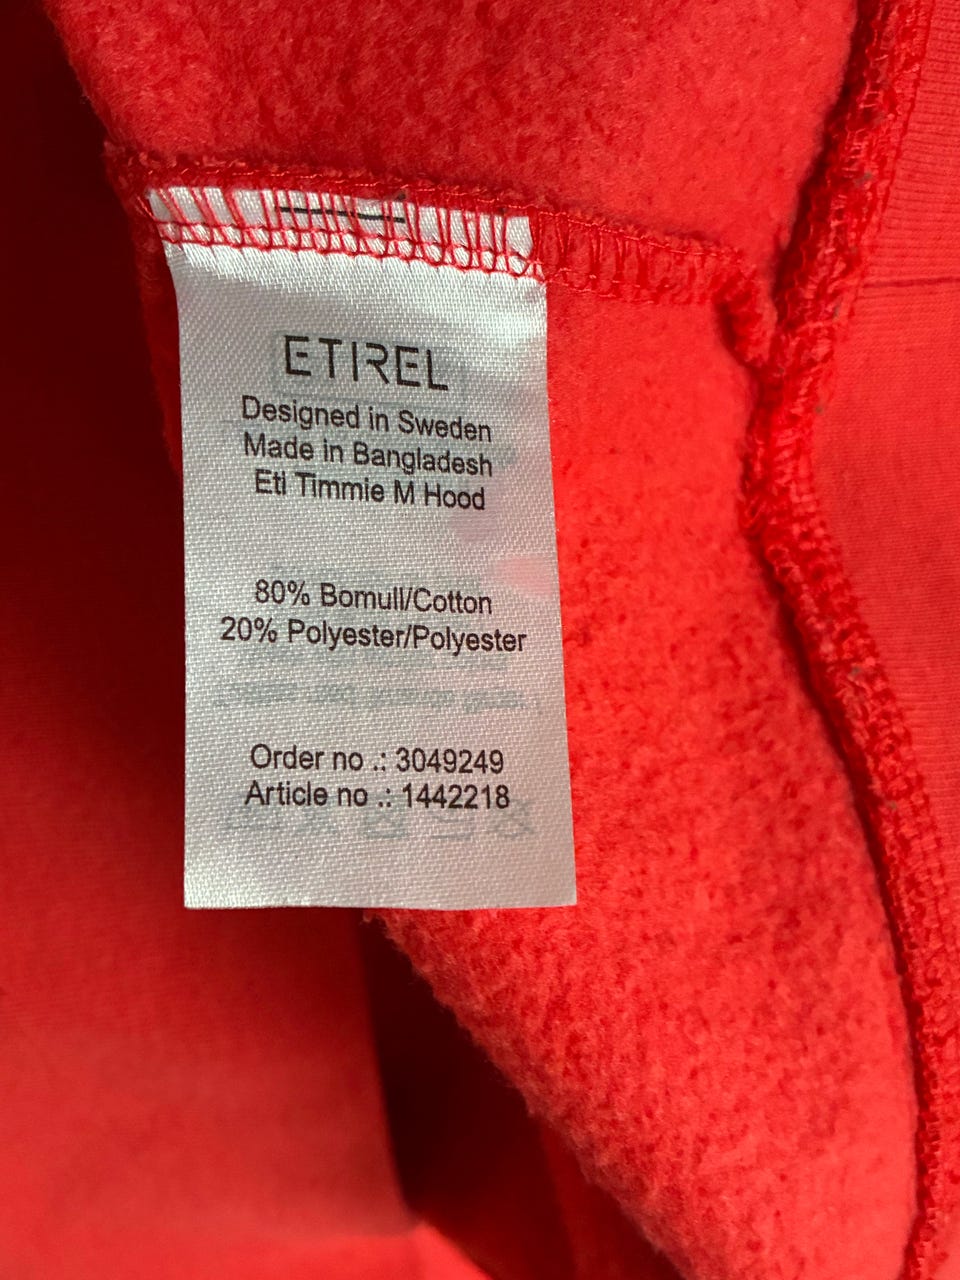 ETIREL
Designed in Sweden
Made in Bangladesh
Eti Timmie M Hood
80% Bomull/Cotton
20% Polyester/Polyester
Order no .: 3049249
Article no .: 1442218